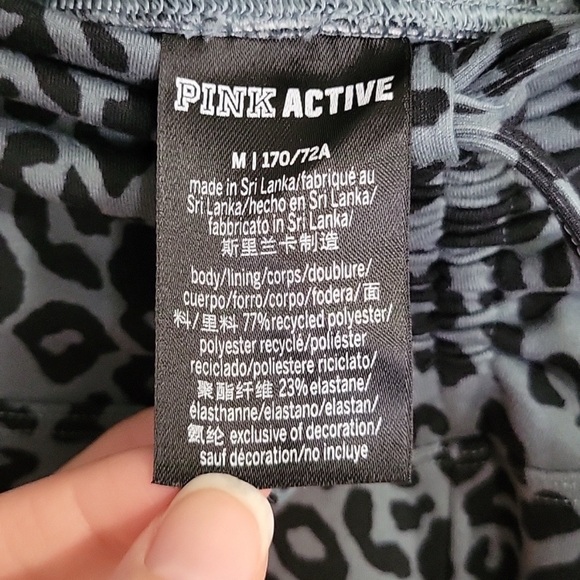 PINK ACTIVE
M | 170/72A
made in Sri Lanka/fabriqué au
Sri Lanka/hecho en Sri Lanka/
fabbricato in Sri Lanka/
斯里兰卡制造
body/lining/corps/doublure/
cuerpo/forro/corpo/fodera/面
料/里料 77% recycled polyester/
polyester recyclé/poliéster
reciclado/poliestere riciclato/
聚酯纤维 23% elastane/
élasthanne/elastano/elastan/
氨纶 exclusive of decoration/
sauf décoration/no incluye